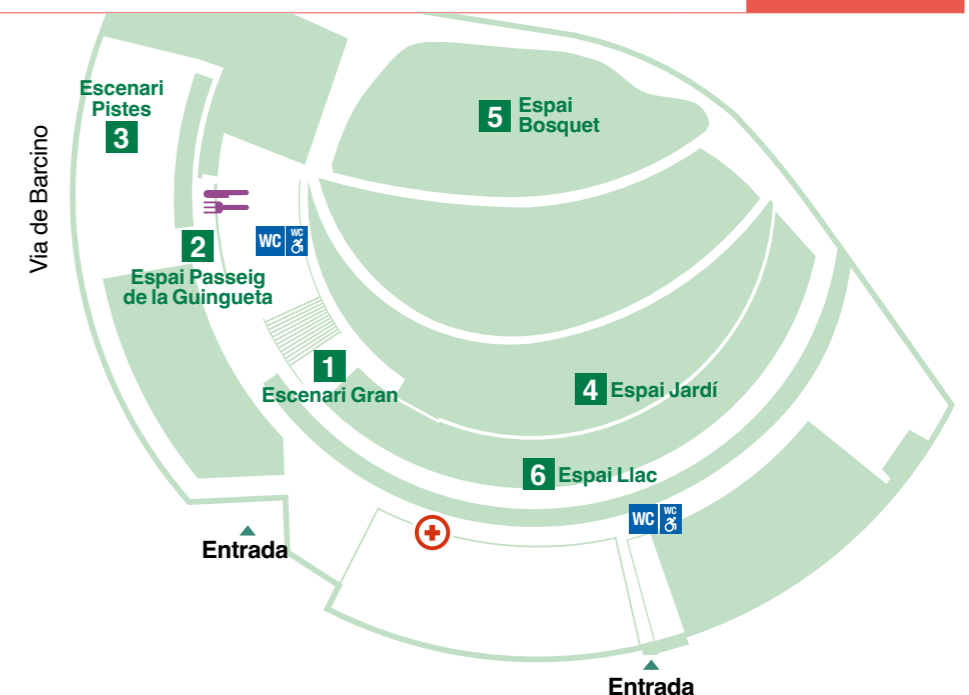 Via de Barcino
Escenari
Pistes
3
5
Espai
Bosquet
2
Espai Passeig
de la Guingueta
WC
WC
1
Escenari Gran
4
Espai Jardí
6
Espai Llac
WC
WC
Entrada
Entrada